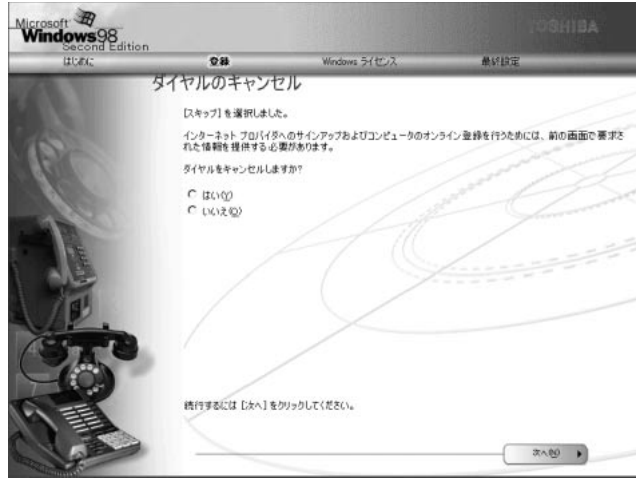 Microsoft
Windows98
Second Edition
TOSHIBA
はじめに 登録 Windows ライセンス 最終設定
ダイヤルのキャンセル
[スキップ] を選択しました。
インターネット プロバイダへのサインアップおよびコンピュータのオンライン登録を行うためには、前の画面で要求さ
れた情報を提供する必要があります。
ダイヤルをキャンセルしますか?
はい(Y)
いいえ(O)
続行するには [次へ] をクリックしてください。
次へ(N)